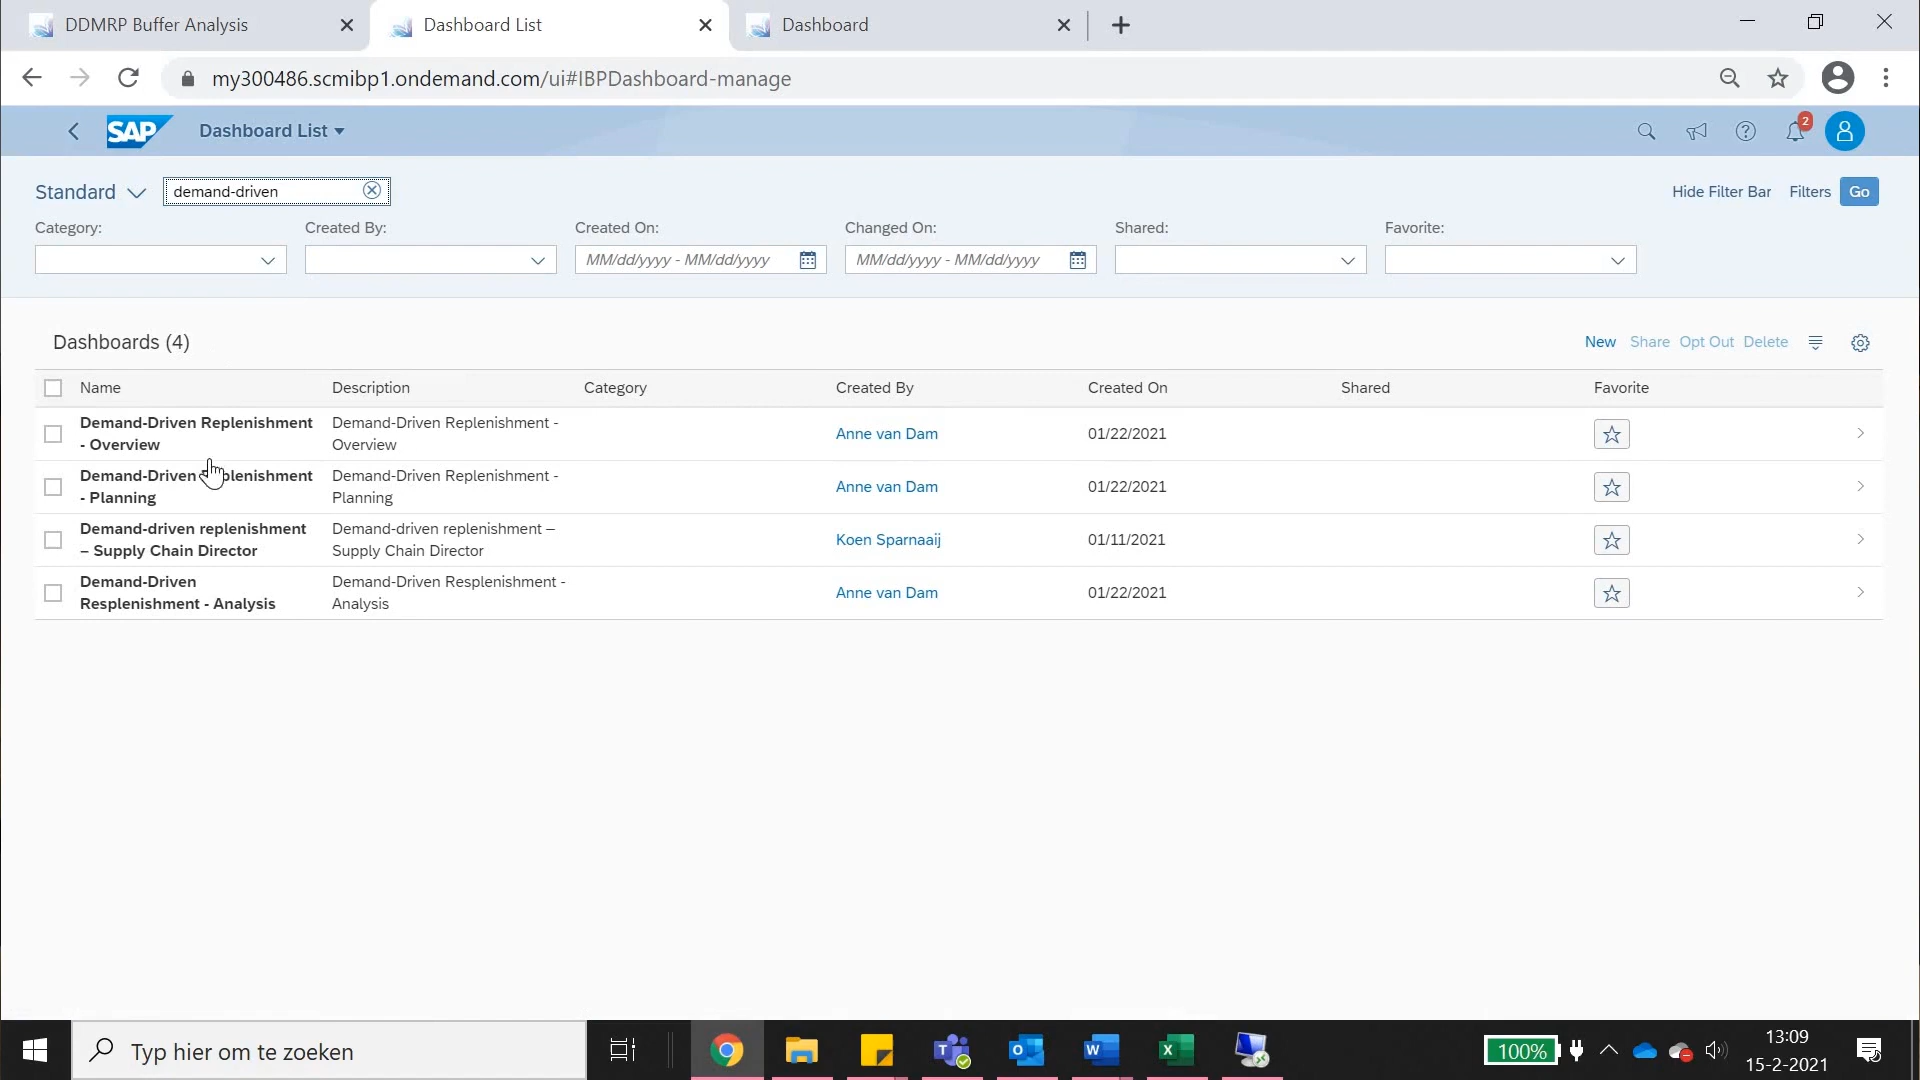 DDMRP Buffer Analysis
Dashboard List
Dashboard
my300486.scmibp1.ondemand.com/ui#IBPDashboard-manage
SAP
Dashboard List
2
Standard
demand-driven
Hide Filter Bar
Filters
Go
Category:
Created By:
Created On:
Changed On:
Shared:
Favorite:
MM/dd/yyyy - MM/dd/yyyy
MM/dd/yyyy - MM/dd/yyyy
Dashboards (4)
New
Share
Opt Out
Delete
Name
Description
Category
Created By
Created On
Shared
Favorite
Demand-Driven Replenishment
- Overview
Demand-Driven Replenishment -
Overview
Anne van Dam
01/22/2021
Demand-Driven Replenishment
- Planning
Demand-Driven Replenishment -
Planning
Anne van Dam
01/22/2021
Demand-driven replenishment
– Supply Chain Director
Demand-driven replenishment –
Supply Chain Director
Koen Sparnaaij
01/11/2021
Demand-Driven
Resplenishment - Analysis
Demand-Driven Resplenishment -
Analysis
Anne van Dam
01/22/2021
Typ hier om te zoeken
100%
13:09
15-2-2021